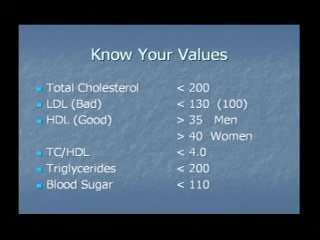 Know Your Values
Total Cholesterol < 200
LDL (Bad) < 130 (100)
HDL (Good) > 35 Men
> 40 Women
TC/HDL < 4.0
Triglycerides < 200
Blood Sugar < 110